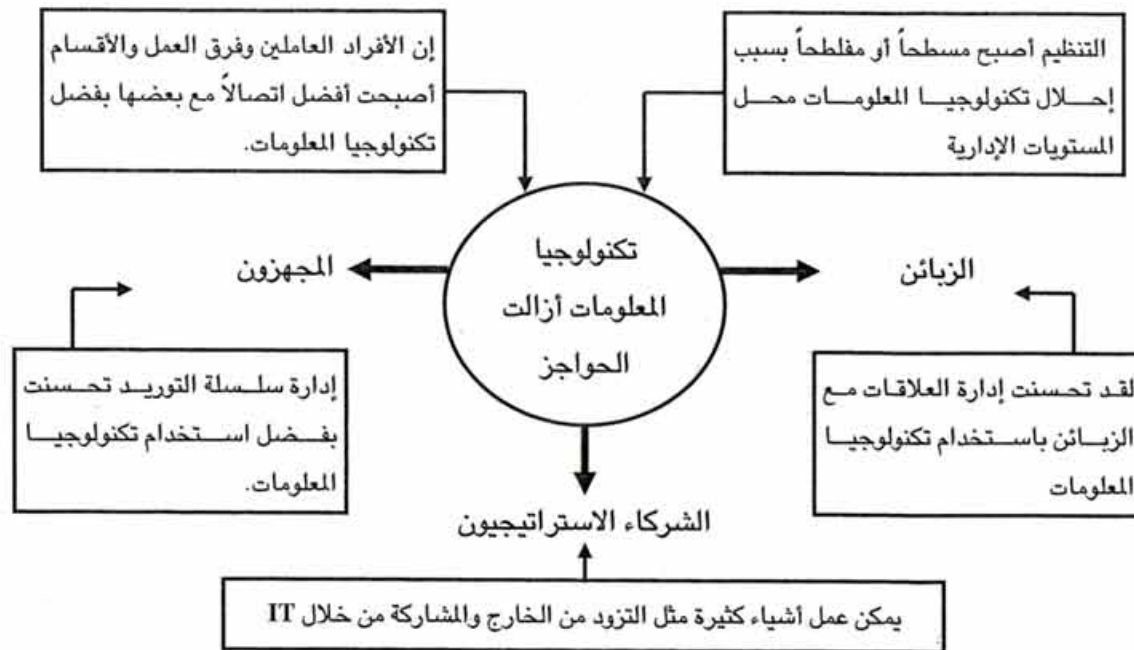 التنظيم أصبح مسطحاً أو مفلطحاً بسبب
إحلال تكنولوجيا المعلومات محل
المستويات الإدارية
إن الأفراد العاملين وفرق العمل والأقسام
أصبحت أفضل اتصالاً مع بعضها بفضل
تكنولوجيا المعلومات.
تكنولوجيا
المعلومات أزالت
الحواجز
الزبائن
المجهزون
لقد تحسنت إدارة العلاقات مع
الزبائن باستخدام تكنولوجيا
المعلومات
إدارة سلسلة التوريد تحسنت
بفضل استخدام تكنولوجيا
المعلومات.
الشركاء الاستراتيجيون
يمكن عمل أشياء كثيرة مثل التزود من الخارج والمشاركة من خلال IT